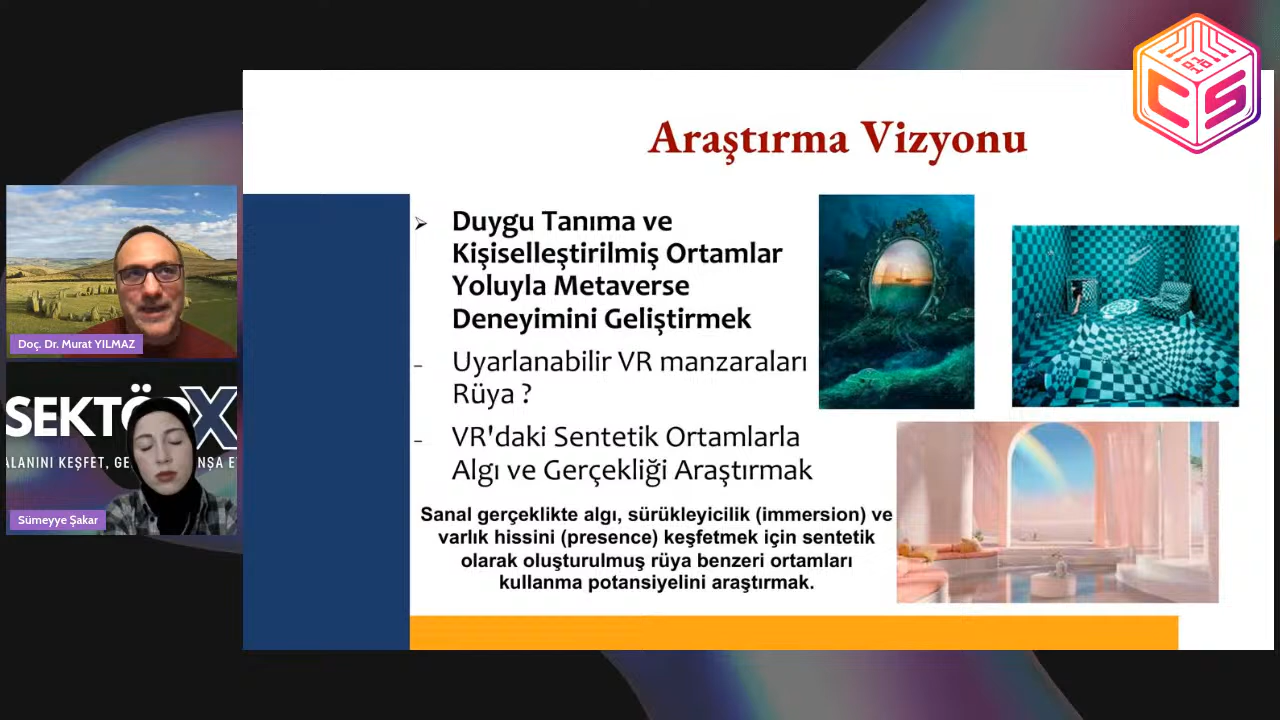 CS
Araştırma Vizyonu
Duygu Tanıma ve
Kişiselleştirilmiş Ortamlar
Yoluyla Metaverse
Deneyimini Geliştirmek
- Uyarlanabilir VR manzaraları
Rüya ?
- VR'daki Sentetik Ortamlarla
Algı ve Gerçekliği Araştırmak
Sanal gerçeklikte algı, sürükleyicilik (immersion) ve
varlık hissini (presence) keşfetmek için sentetik
olarak oluşturulmuş rüya benzeri ortamları
kullanma potansiyelini araştırmak.
Doç. Dr. Murat YILMAZ
SEKTÖRX
ALANINI KEŞFET, GE
Sümeyye Şakar